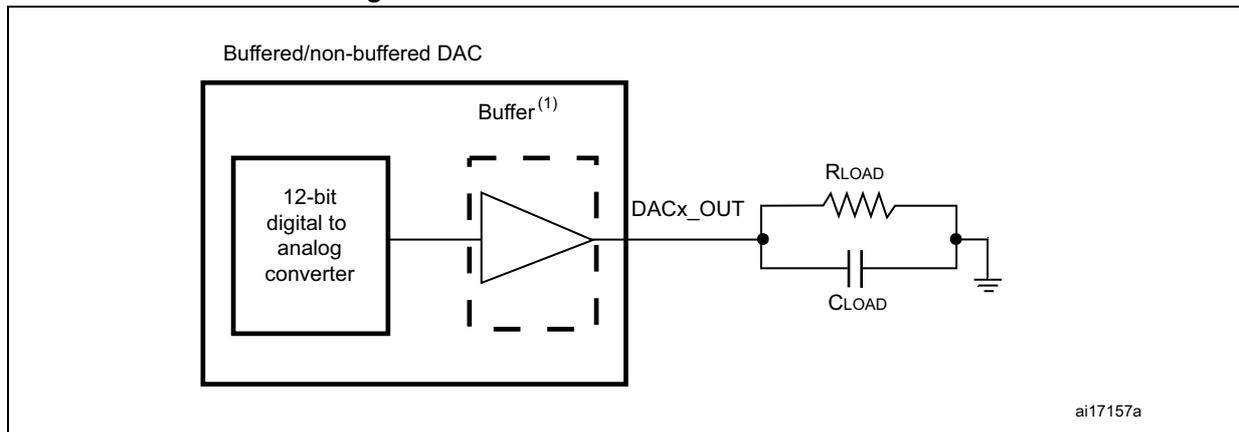 Buffered/non-buffered DAC
Buffer(1)
12-bit
digital to
analog
converter
DACx_OUT
RLOAD
CLOAD
ai17157a